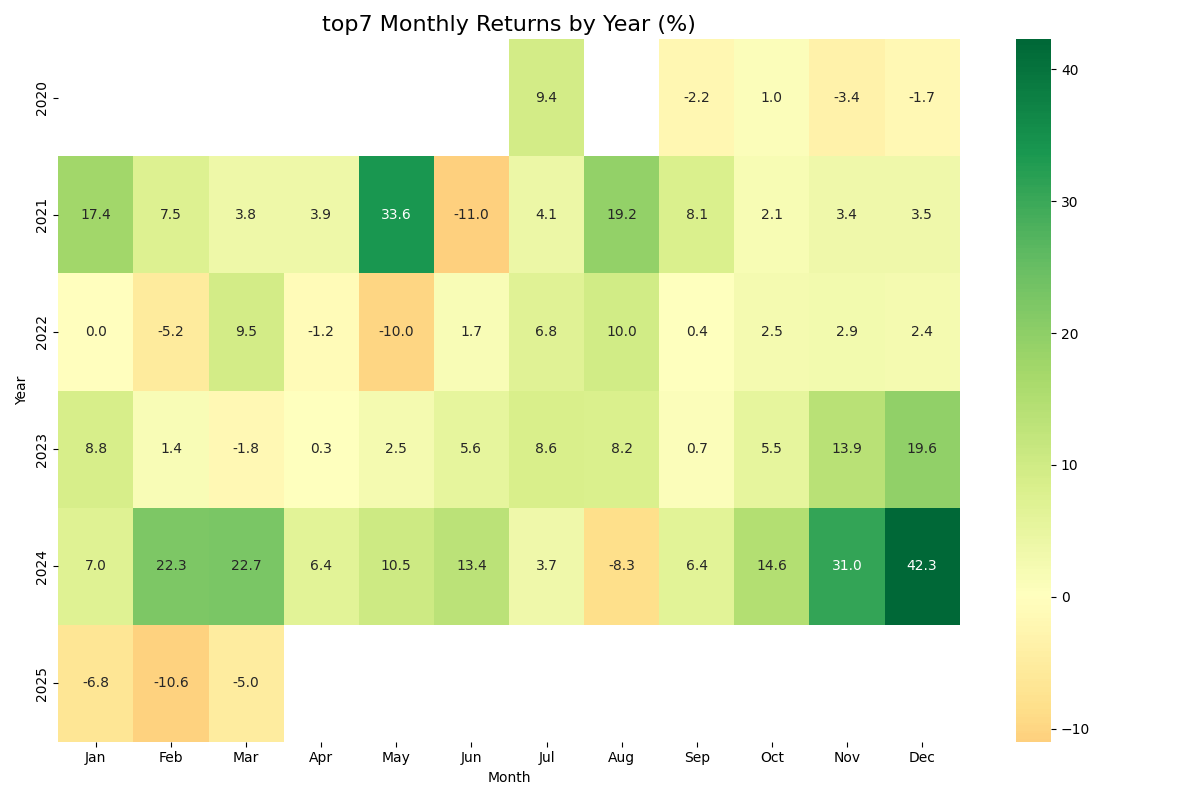 top7 Monthly Returns by Year (%)
2020 9.4 -2.2 1.0 -3.4 -1.7
2021 17.4 7.5 3.8 3.9 33.6 -11.0 4.1 19.2 8.1 2.1 3.4 3.5
2022 0.0 -5.2 9.5 -1.2 -10.0 1.7 6.8 10.0 0.4 2.5 2.9 2.4
2023 8.8 1.4 -1.8 0.3 2.5 5.6 8.6 8.2 0.7 5.5 13.9 19.6
2024 7.0 22.3 22.7 6.4 10.5 13.4 3.7 -8.3 6.4 14.6 31.0 42.3
2025 -6.8 -10.6 -5.0
Jan Feb Mar Apr May Jun Jul Aug Sep Oct Nov Dec
Month
Year
40
30
20
10
0
−10